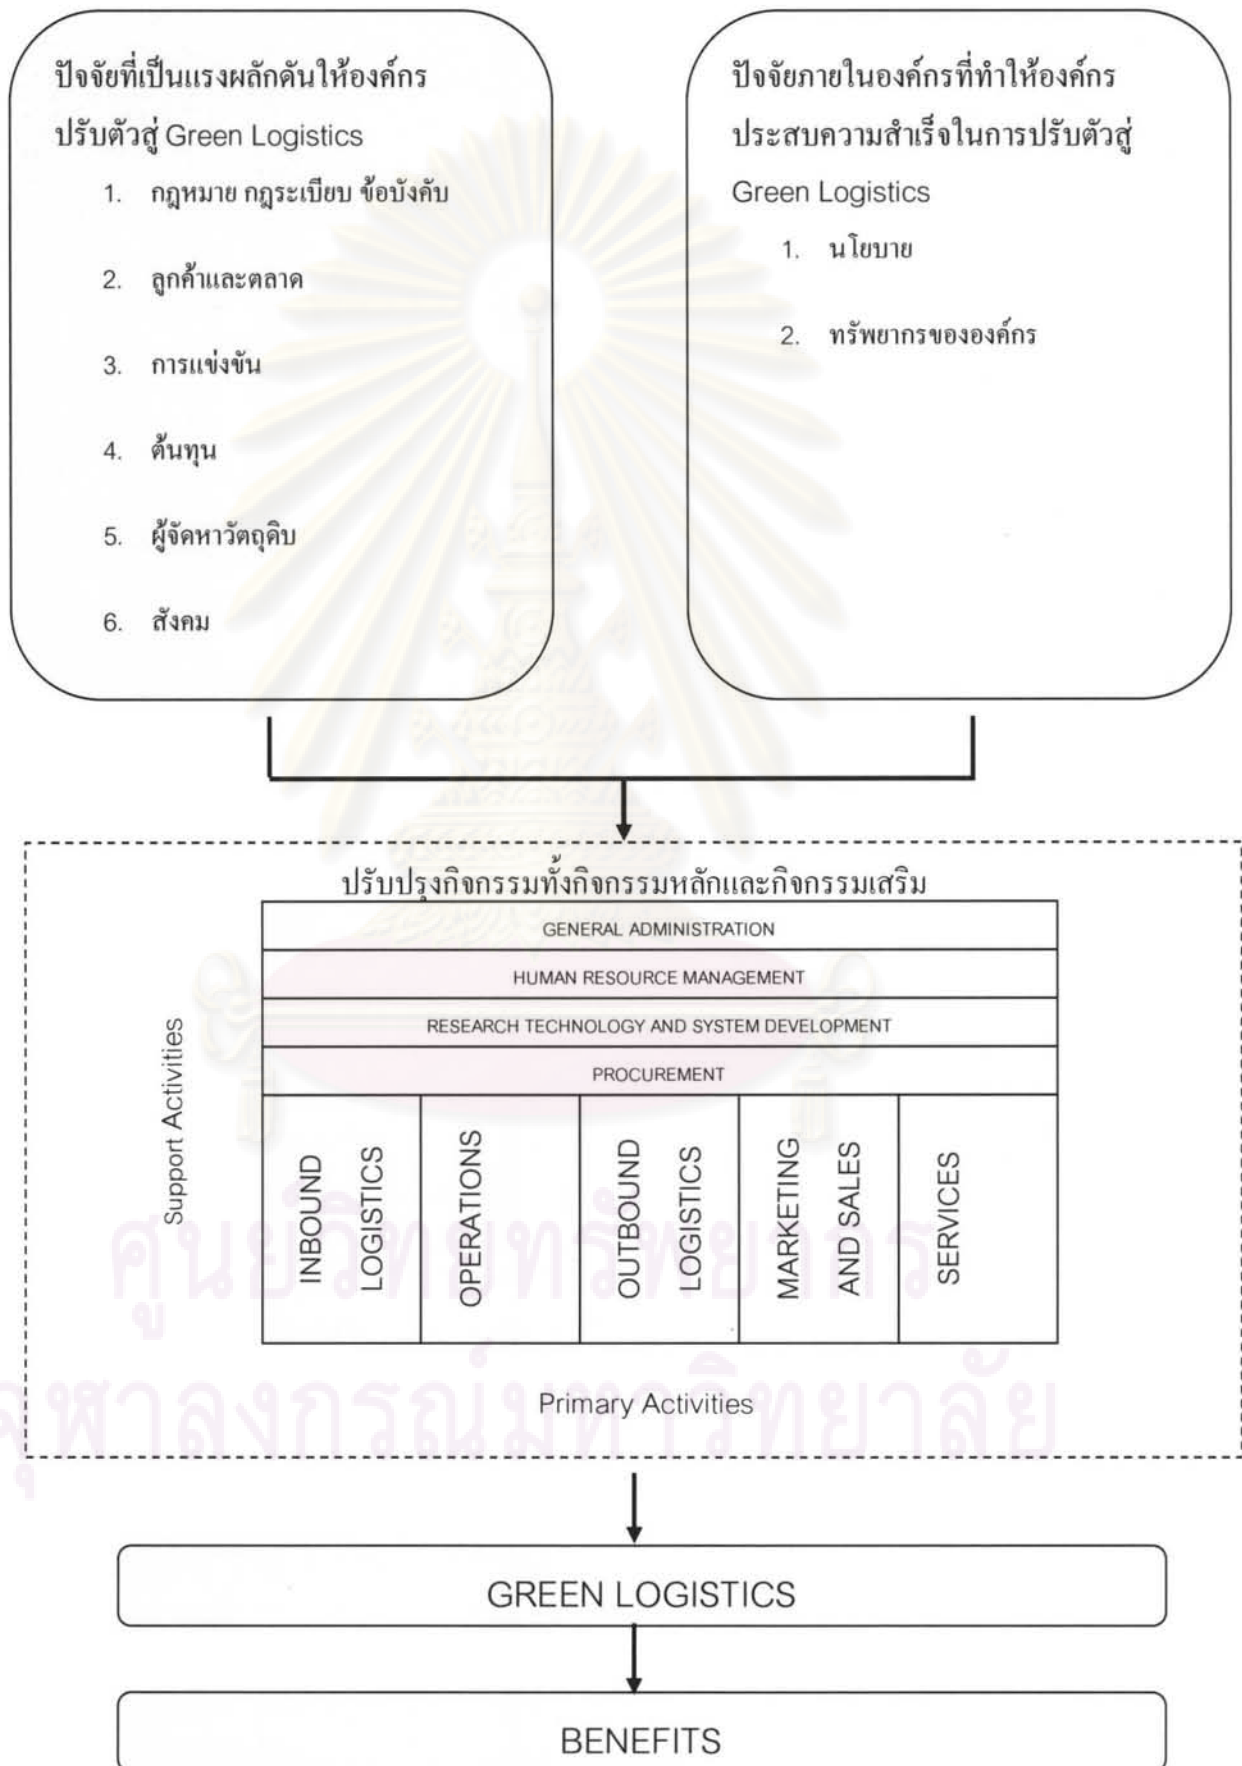 ปัจจัยที่เป็นแรงผลักดันให้องค์กร
ปรับตัวสู่ Green Logistics
1. กฎหมาย กฎระเบียบ ข้อบังคับ
2. ลูกค้าและตลาด
3. การแข่งขัน
4. ต้นทุน
5. ผู้จัดหาวัตถุดิบ
6. สังคม
ปัจจัยภายในองค์กรที่ทำให้องค์กร
ประสบความสำเร็จในการปรับตัวสู่
Green Logistics
1. นโยบาย
2. ทรัพยากรขององค์กร
ปรับปรุงกิจกรรมทั้งกิจกรรมหลักและกิจกรรมเสริม
GENERAL ADMINISTRATION
HUMAN RESOURCE MANAGEMENT
RESEARCH TECHNOLOGY AND SYSTEM DEVELOPMENT
PROCUREMENT
Support Activities
INBOUND
LOGISTICS
OPERATIONS
OUTBOUND
LOGISTICS
MARKETING
AND SALES
SERVICES
Primary Activities
ศูนย์วิทยทรัพยากร
จุฬาลงกรณ์มหาวิทยาลัย
GREEN LOGISTICS
BENEFITS